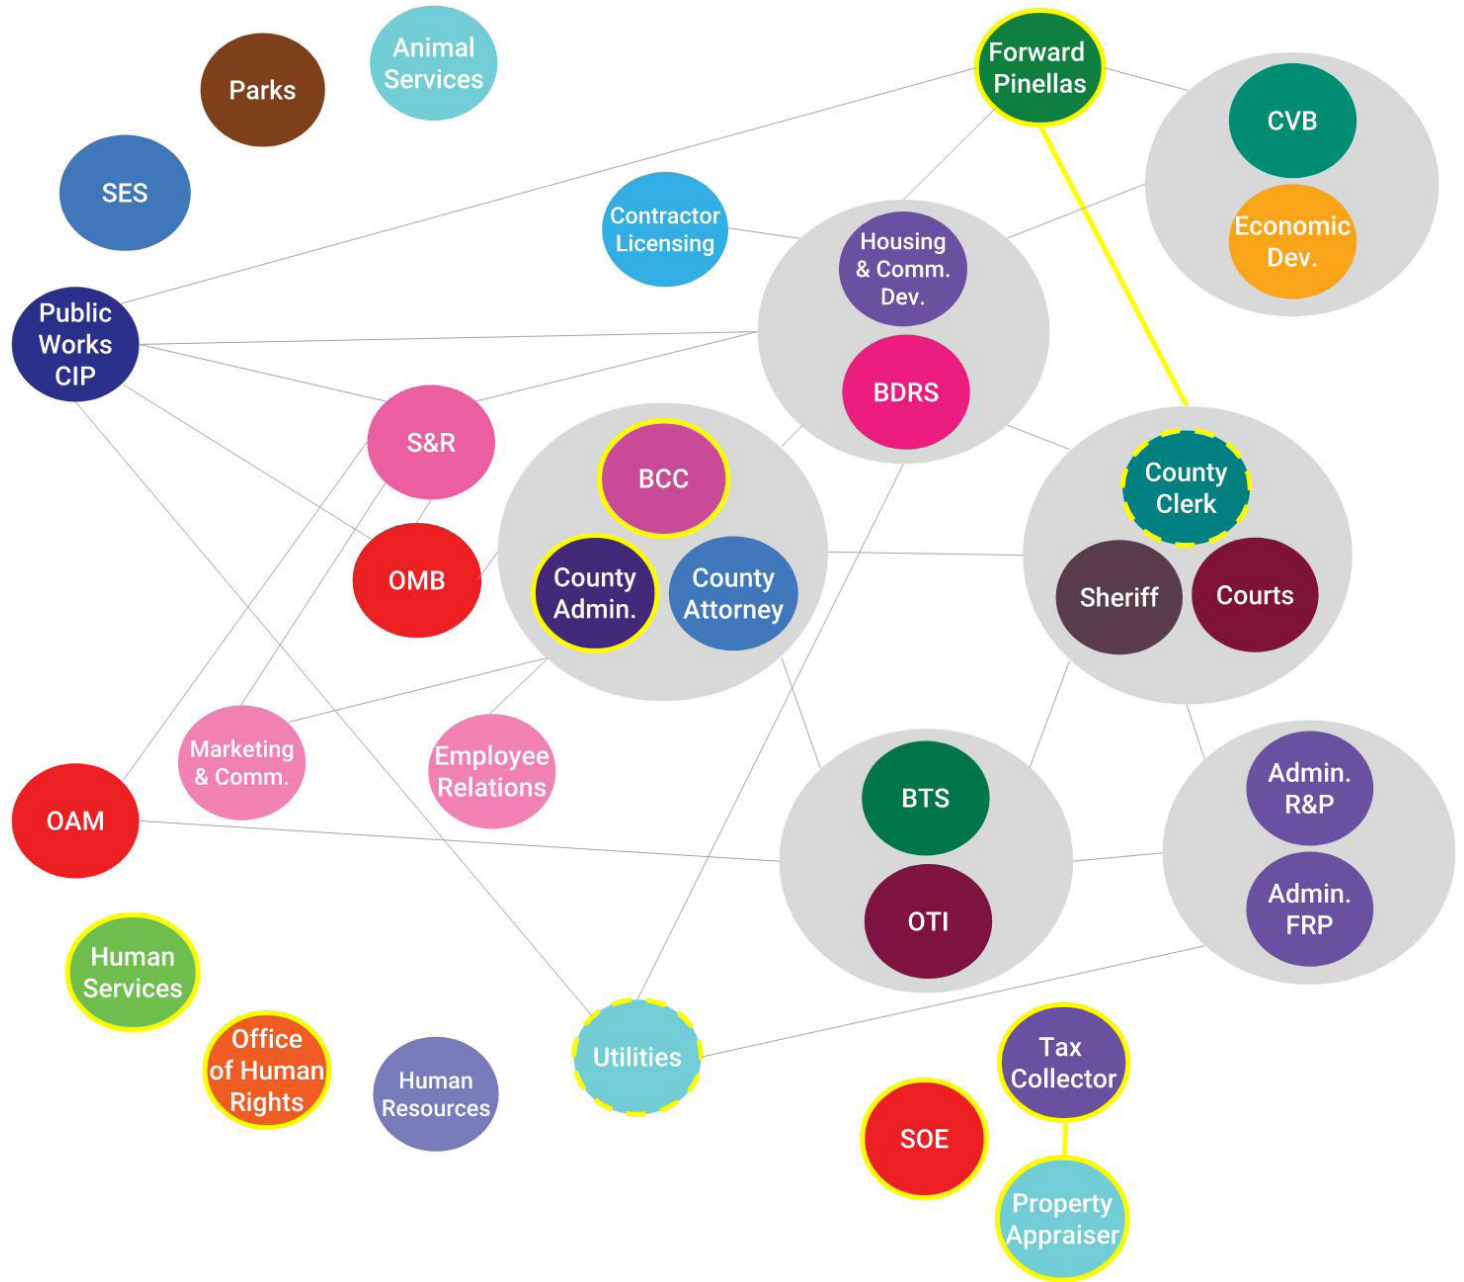 Animal
Services
Parks
SES
Forward
Pinellas
CVB
Economic
Dev.
Contractor
Licensing
Housing
& Comm.
Dev.
BDRS
Public
Works
CIP
S&R
OMB
BCC
County
Admin.
County
Attorney
County
Clerk
Sheriff
Courts
Marketing
& Comm.
Employee
Relations
OAM
BTS
OTI
Admin.
R&P
Admin.
FRP
Human
Services
Office
of Human
Rights
Human
Resources
Utilities
Tax
Collector
SOE
Property
Appraiser